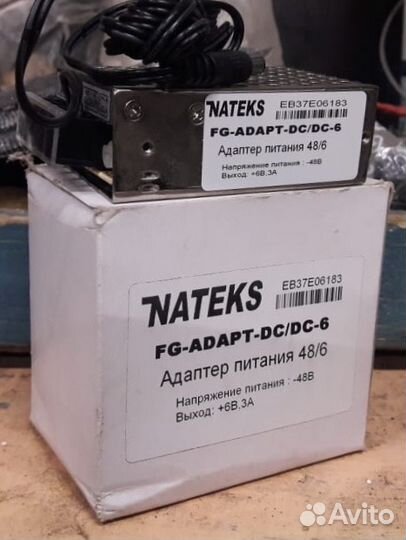 NATEKS
EB37E06183
FG-ADAPT-DC/DC-6
Адаптер питания 48/6
Напряжение питания : -48В
Выход: +6В,3А
NATEKS
EB37E06183
FG-ADAPT-DC/DC-6
Адаптер питания 48/6
Напряжение питания : -48В
Выход: +6В,3А
Avito